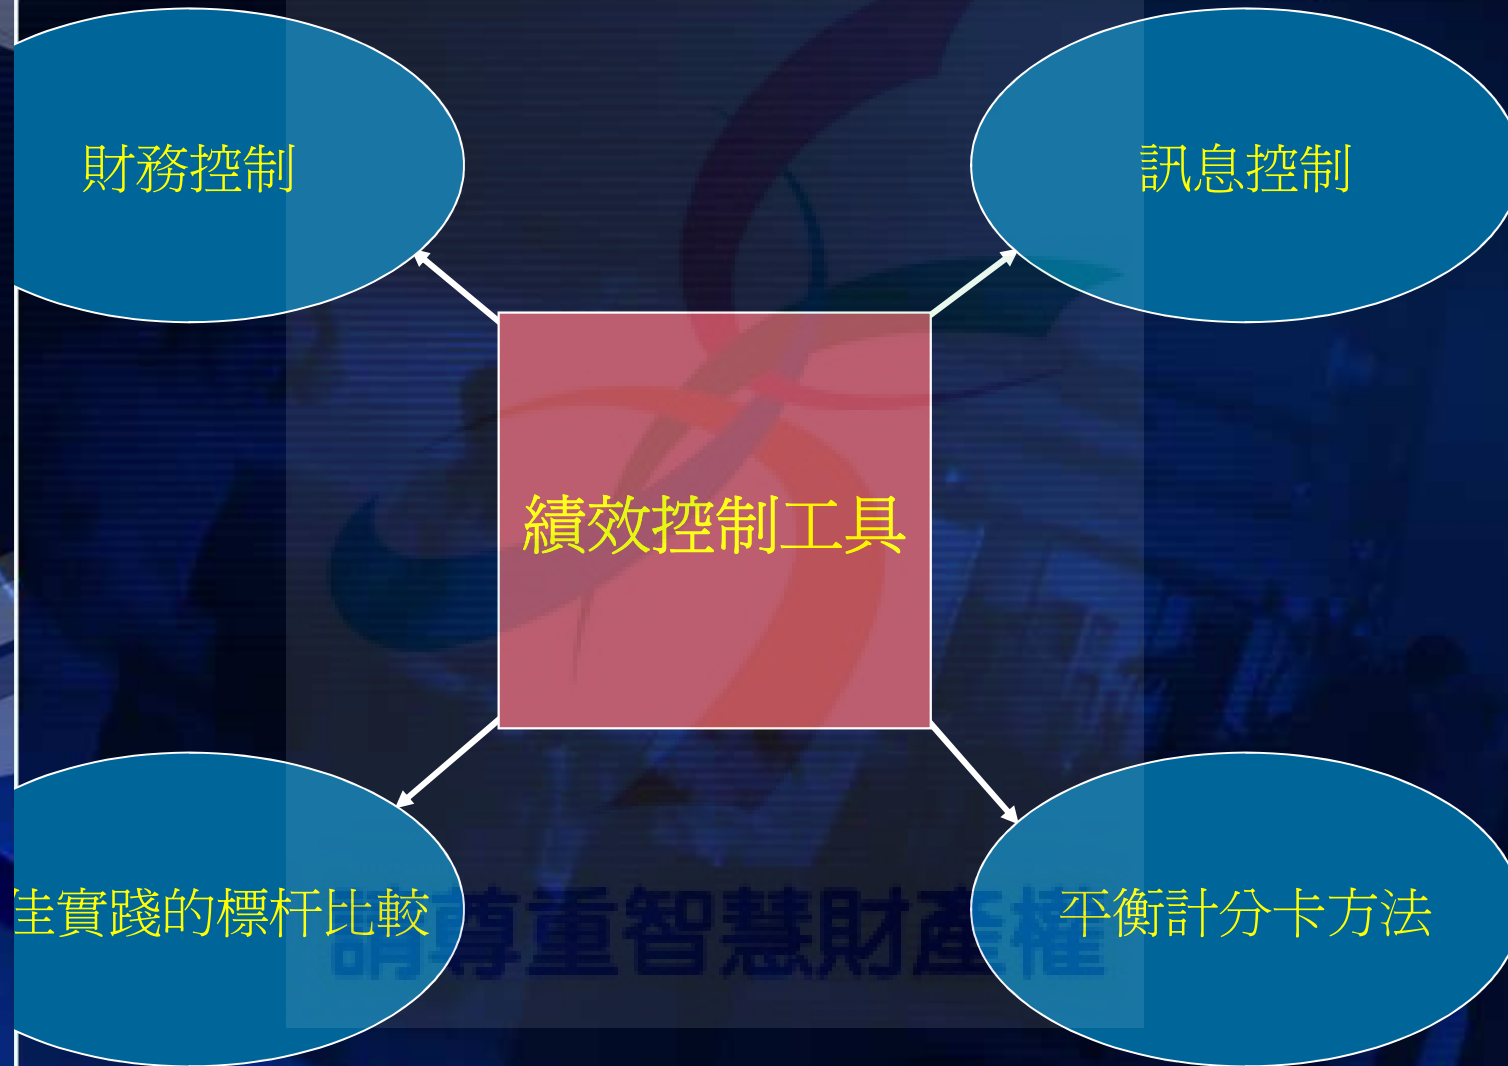 財務控制
訊息控制
績效控制工具
佳實踐的標杆比較
平衡計分卡方法
請尊重智慧財產權